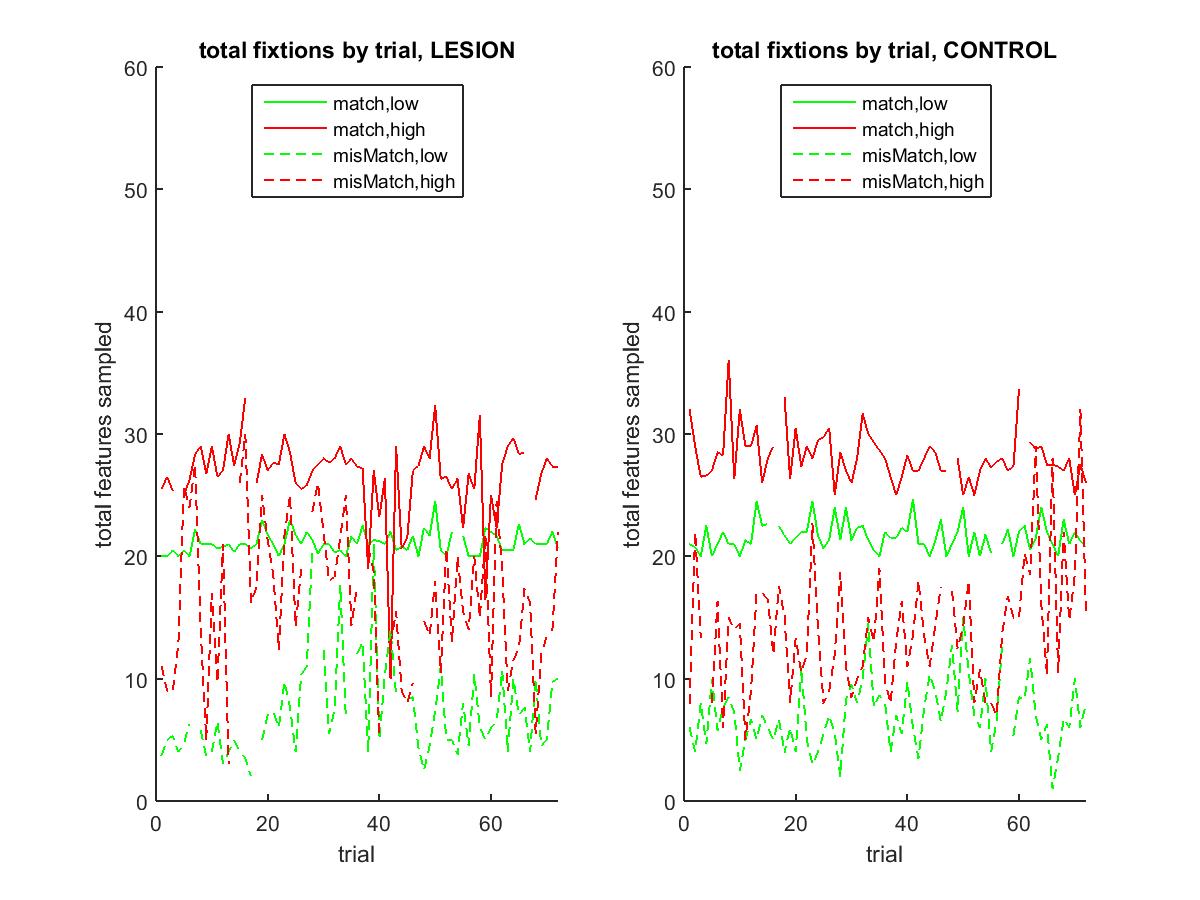 total fixtions by trial, LESION
60
50
40
30
20
10
0
total features sampled
match,low
match,high
misMatch,low
misMatch,high
0 20 40 60
trial
total fixtions by trial, CONTROL
60
50
40
30
20
10
0
total features sampled
match,low
match,high
misMatch,low
misMatch,high
0 20 40 60
trial